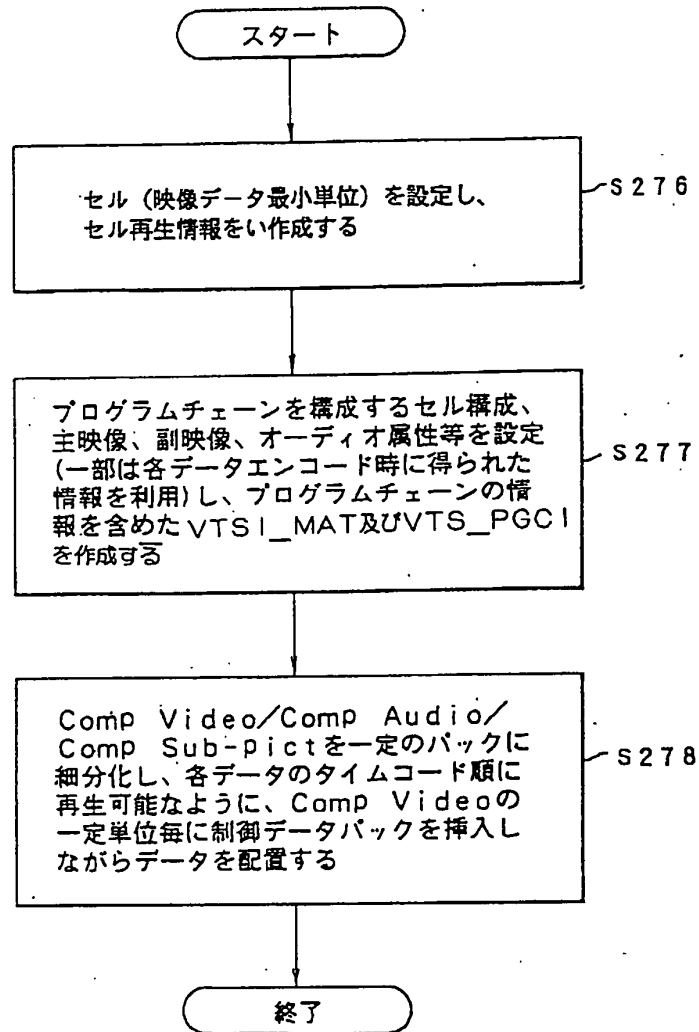 スタート
セル（映像データ最小単位）を設定し、
セル再生情報をい作成する
S276
プログラムチェーンを構成するセル構成、
主映像、副映像、オーディオ属性等を設定
(一部は各データエンコード時に得られた
情報を利用)し、プログラムチェーンの情
報を含めたVTSI_MAT及びVTS_PGCI
を作成する
S277
Comp Video/Comp Audio/
Comp Sub-pictを一定のパックに
細分化し、各データのタイムコード順に
再生可能なように、Comp Videoの
一定単位毎に制御データパックを挿入し
ながらデータを配置する
S278
終了